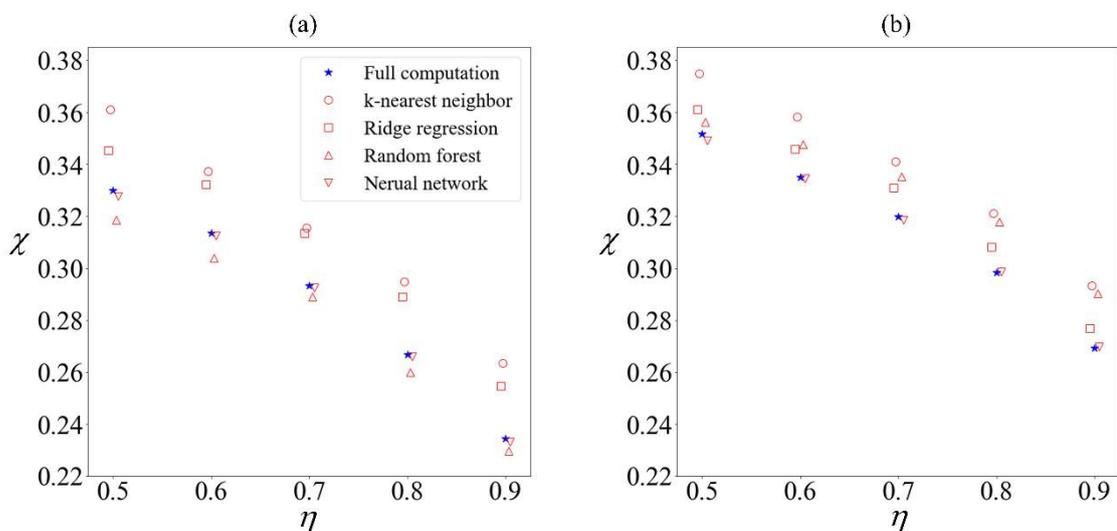 (a)
0.38
0.36
0.34
0.32
χ
0.30
0.28
0.26
0.24
0.22
0.5 0.6 0.7 0.8 0.9
η
Full computation
k-nearest neighbor
Ridge regression
Random forest
Nerual network
(b)
0.38
0.36
0.34
0.32
χ
0.30
0.28
0.26
0.24
0.22
0.5 0.6 0.7 0.8 0.9
η